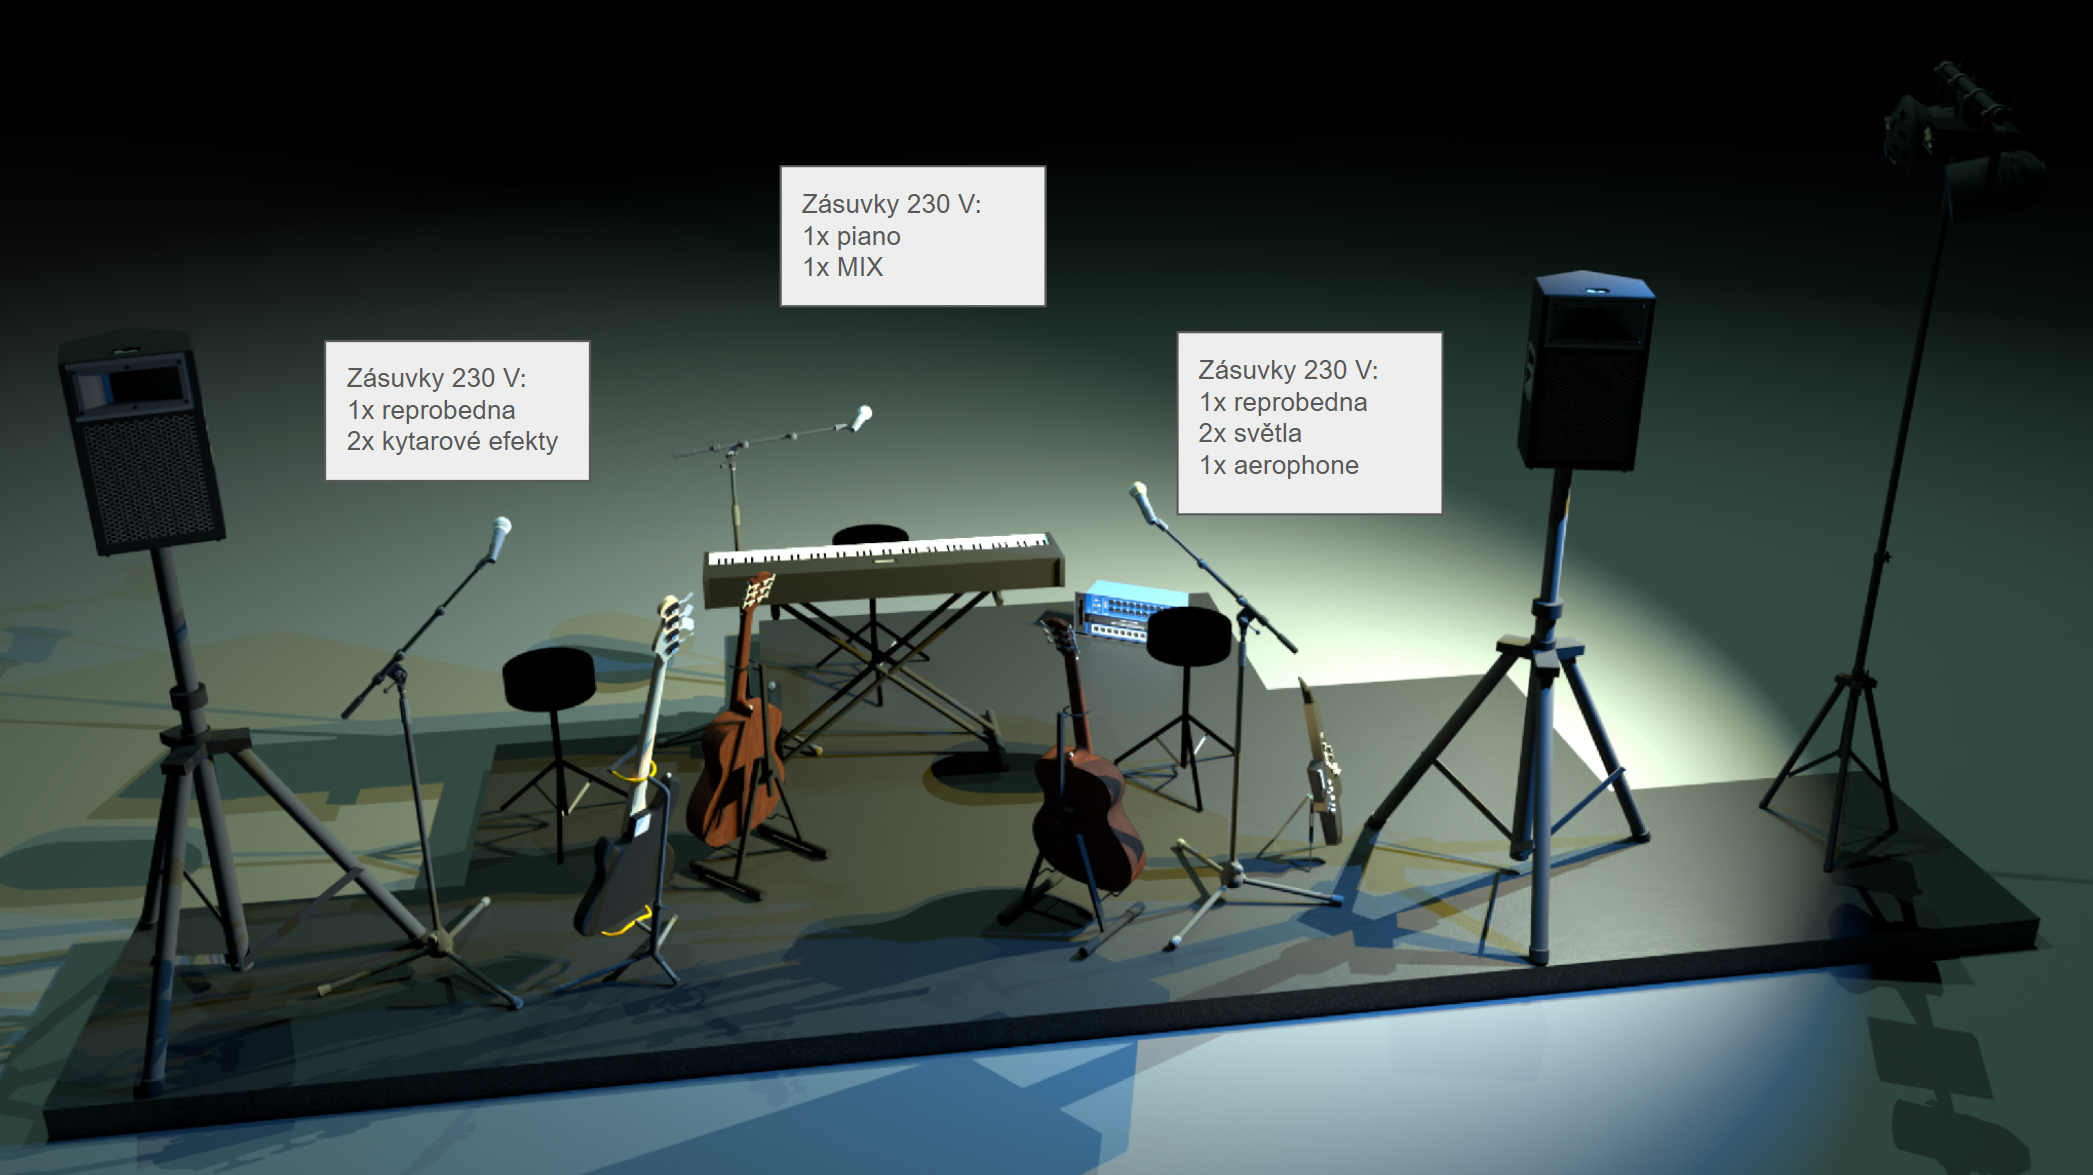 Zásuvky 230 V:
1x piano
1x MIX
Zásuvky 230 V:
1x reprobedna
2x kytarové efekty
Zásuvky 230 V:
1x reprobedna
2x světla
1x aerophone